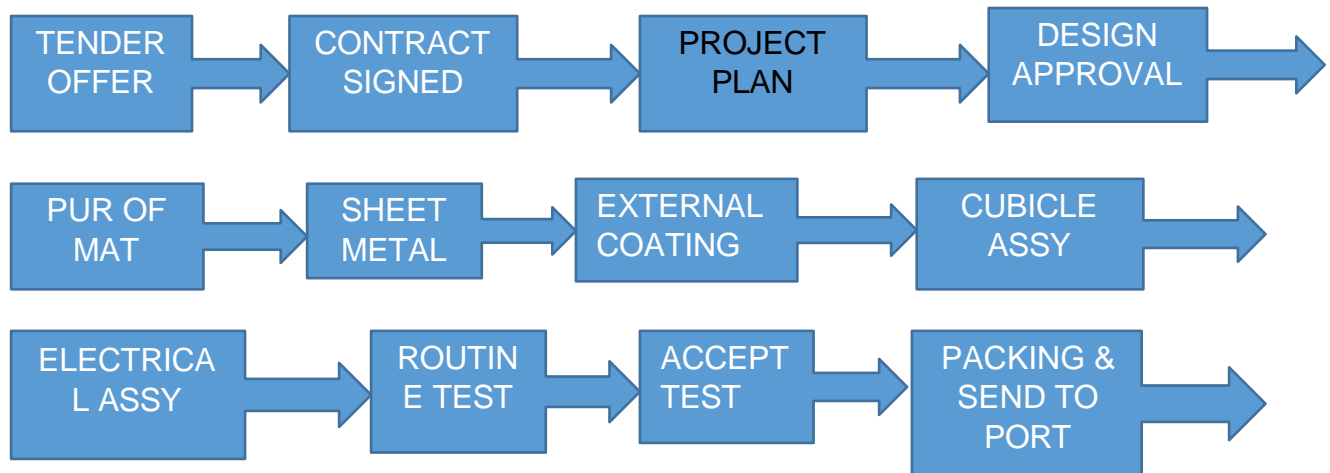 TENDER
OFFER
CONTRACT
SIGNED
PROJECT
PLAN
DESIGN
APPROVAL
PUR OF
MAT
SHEET
METAL
EXTERNAL
COATING
CUBICLE
ASSY
ELECTRICA
L ASSY
ROUTIN
E TEST
ACCEPT
TEST
PACKING &
SEND TO
PORT